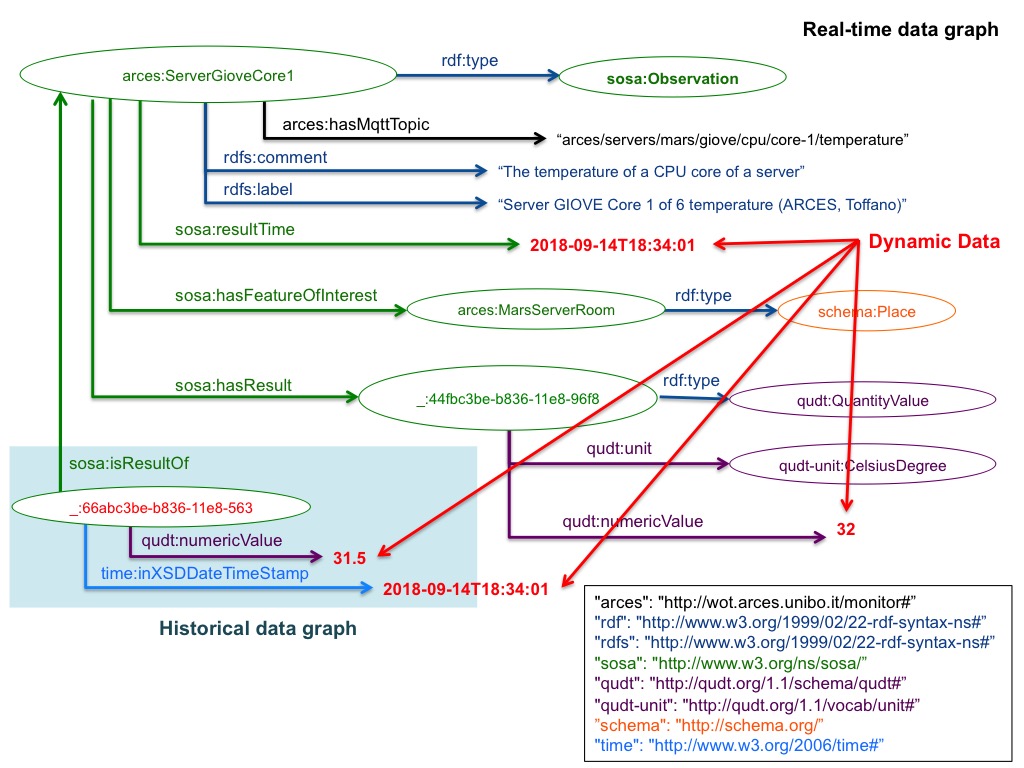 Real-time data graph
arces:ServerGioveCore1
rdf:type
sosa:Observation
arces:hasMqttTopic
“arces/servers/mars/giove/cpu/core-1/temperature”
rdfs:comment
“The temperature of a CPU core of a server”
rdfs:label
“Server GIOVE Core 1 of 6 temperature (ARCES, Toffano)”
sosa:resultTime
2018-09-14T18:34:01
Dynamic Data
sosa:hasFeatureOfInterest
arces:MarsServerRoom
rdf:type
schema:Place
sosa:hasResult
_:44fbc3be-b836-11e8-96f8
rdf:type
qudt:QuantityValue
qudt:unit
qudt-unit:CelsiusDegree
qudt:numericValue
32
sosa:isResultOf
_:66abc3be-b836-11e8-563
qudt:numericValue
31.5
time:inXSDDateTimeStamp
2018-09-14T18:34:01
Historical data graph
"arces": "http://wot.arces.unibo.it/monitor#”
"rdf": "http://www.w3.org/1999/02/22-rdf-syntax-ns#”
"rdfs": "http://www.w3.org/1999/02/22-rdf-syntax-ns#”
"sosa": "http://www.w3.org/ns/sosa/”
"qudt": "http://qudt.org/1.1/schema/qudt#”
"qudt-unit": "http://qudt.org/1.1/vocab/unit#”
”schema": "http://schema.org/”
"time": "http://www.w3.org/2006/time#”